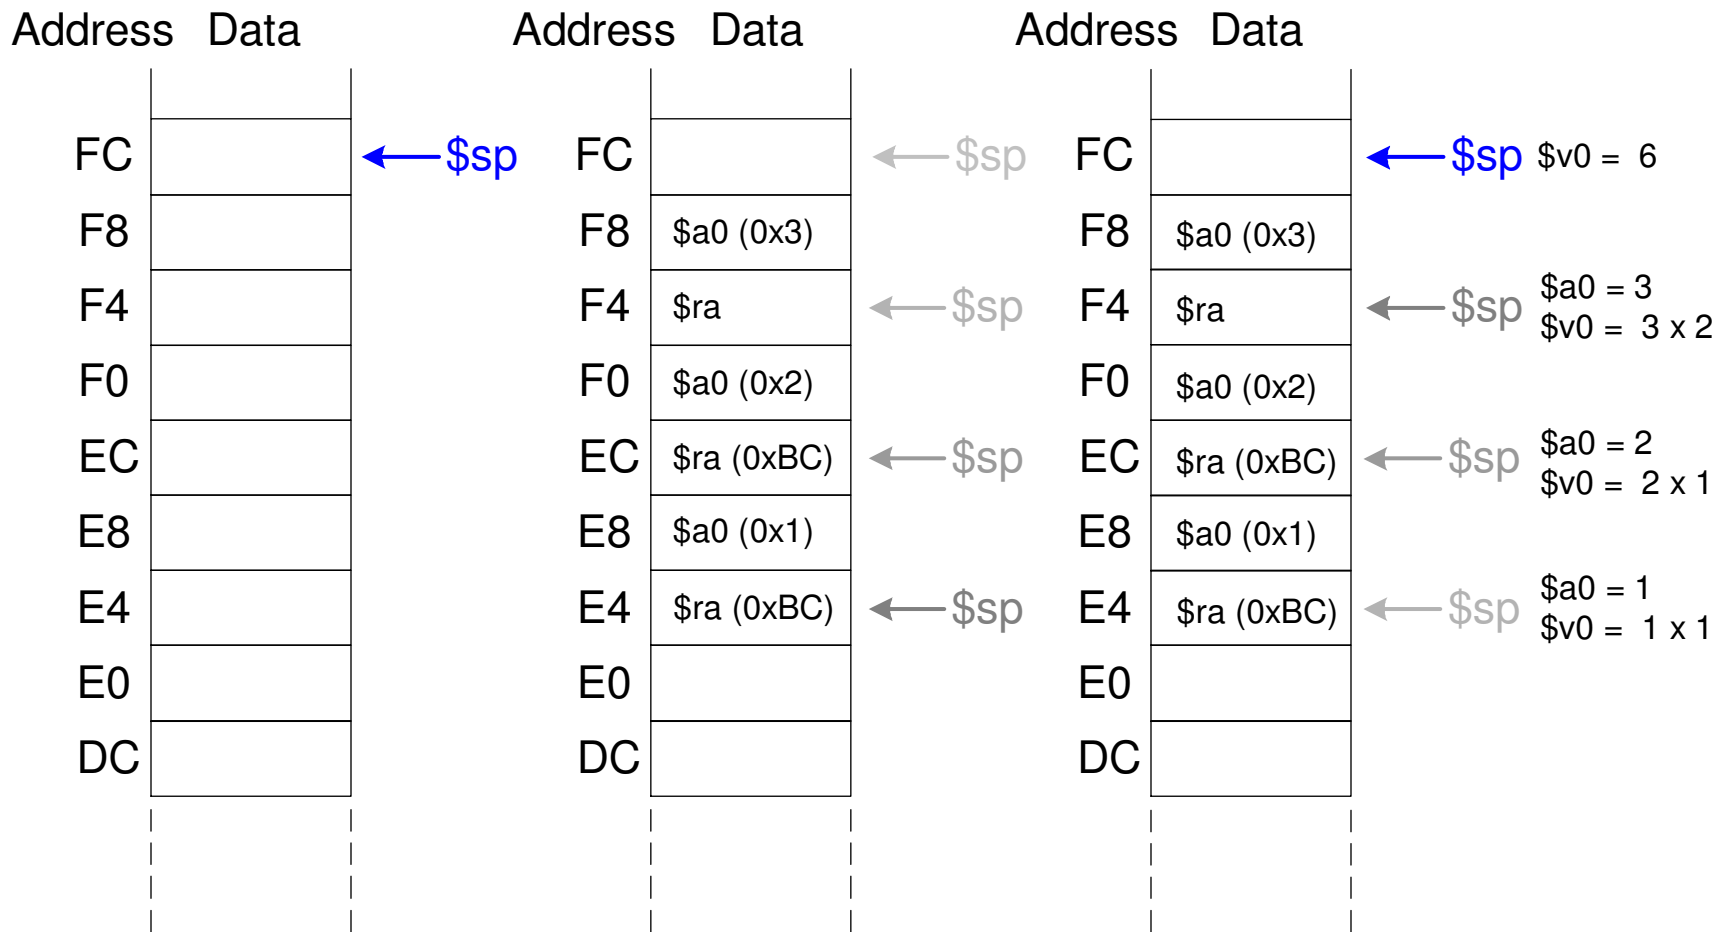 Address Data Address Data Address Data
FC $sp FC $sp FC $sp $v0 = 6
F8 F8 $a0 (0x3) F8 $a0 (0x3)
F4 F4 $ra $sp F4 $ra $sp $a0 = 3
$v0 = 3 x 2
F0 F0 $a0 (0x2) F0 $a0 (0x2)
EC EC $ra (0xBC) $sp EC $ra (0xBC) $sp $a0 = 2
$v0 = 2 x 1
E8 E8 $a0 (0x1) E8 $a0 (0x1)
E4 E4 $ra (0xBC) $sp E4 $ra (0xBC) $sp $a0 = 1
$v0 = 1 x 1
E0 E0 E0
DC DC DC